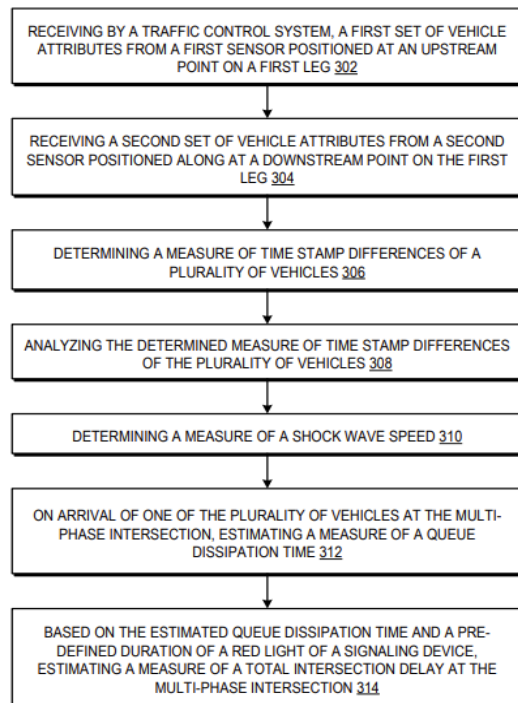 RECEIVING BY A TRAFFIC CONTROL SYSTEM, A FIRST SET OF VEHICLE
ATTRIBUTES FROM A FIRST SENSOR POSITIONED AT AN UPSTREAM
POINT ON A FIRST LEG 302
RECEIVING A SECOND SET OF VEHICLE ATTRIBUTES FROM A SECOND
SENSOR POSITIONED ALONG AT A DOWNSTREAM POINT ON THE FIRST
LEG 304
DETERMINING A MEASURE OF TIME STAMP DIFFERENCES OF A
PLURALITY OF VEHICLES 306
ANALYZING THE DETERMINED MEASURE OF TIME STAMP DIFFERENCES
OF THE PLURALITY OF VEHICLES 308
DETERMINING A MEASURE OF A SHOCK WAVE SPEED 310
ON ARRIVAL OF ONE OF THE PLURALITY OF VEHICLES AT THE MULTI-
PHASE INTERSECTION, ESTIMATING A MEASURE OF A QUEUE
DISSIPATION TIME 312
BASED ON THE ESTIMATED QUEUE DISSIPATION TIME AND A PRE-
DEFINED DURATION OF A RED LIGHT OF A SIGNALING DEVICE,
ESTIMATING A MEASURE OF A TOTAL INTERSECTION DELAY AT THE
MULTI-PHASE INTERSECTION 314